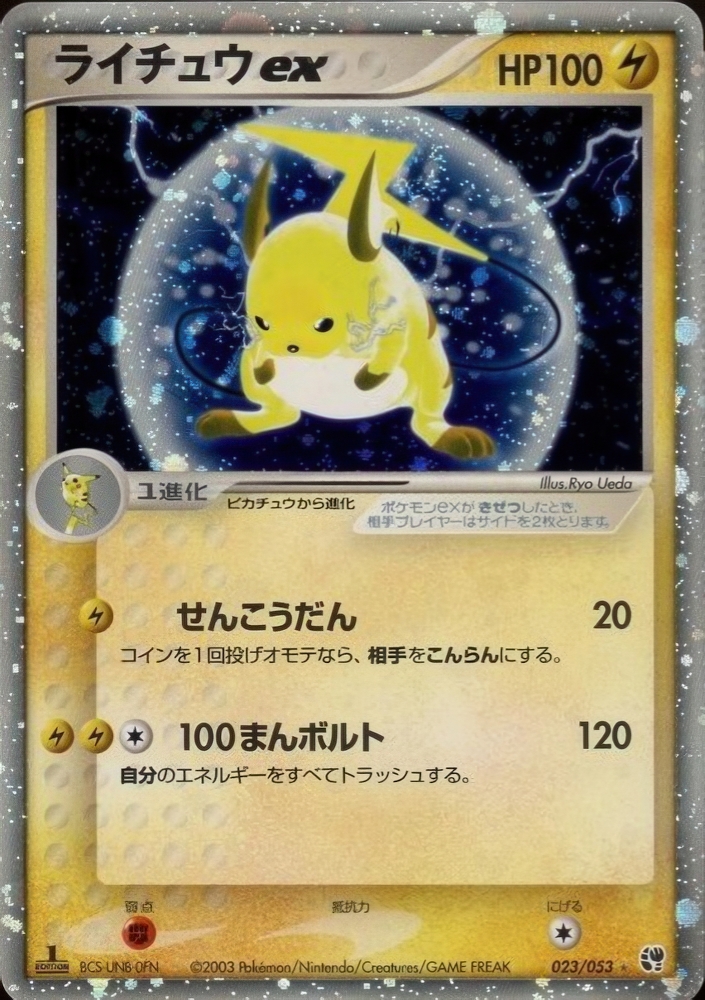 ライチュウex HP100
Illus.Ryo Ueda
1進化
ピカチュウから進化
ポケモンexが きぜつしたとき、
相手プレイヤーはサイドを2枚とります。
せんこうだん 20
コインを1回投げオモテなら、相手をこんらんにする。
100まんボルト 120
自分のエネルギーをすべてトラッシュする。
弱点 抵抗力 にげる
1 EDITION BCS UNB 0FN ©2003 Pokémon/Nintendo/Creatures/GAME FREAK 023/053 ★